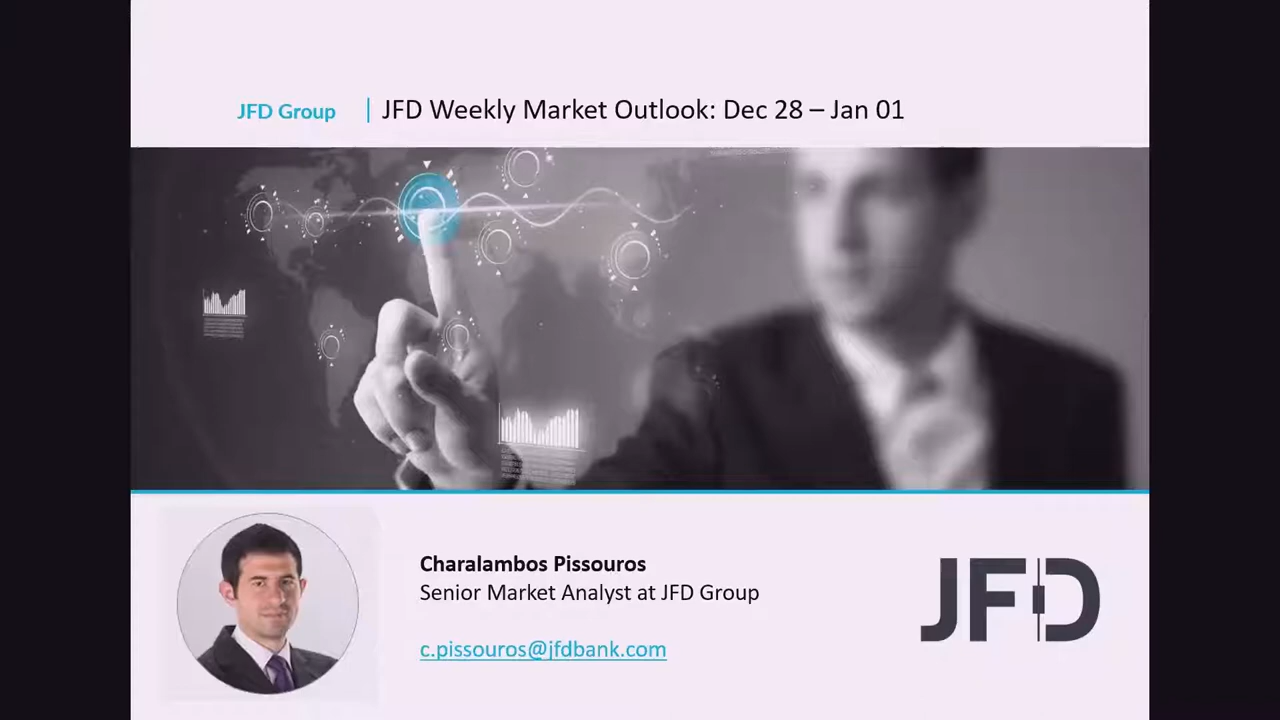 JFD Group | JFD Weekly Market Outlook: Dec 28 – Jan 01
Charalambos Pissouros
Senior Market Analyst at JFD Group
c.pissouros@jfdbank.com
JFD